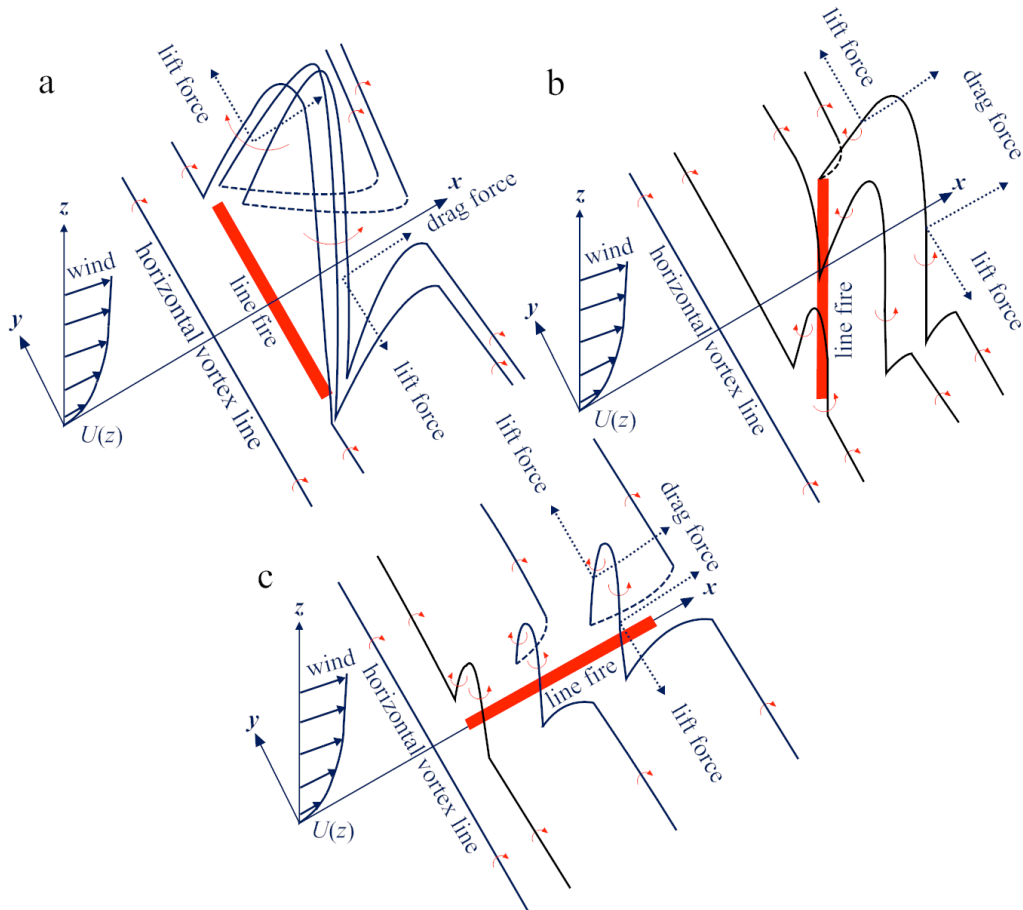 a
lift force
x
drag force
z
wind
y
horizontal vortex line
line fire
lift force
U(z)
b
lift force
drag force
x
z
wind
y
horizontal vortex line
line fire
lift force
U(z)
c
lift force
drag force
x
z
wind
y
horizontal vortex line
line fire
lift force
U(z)